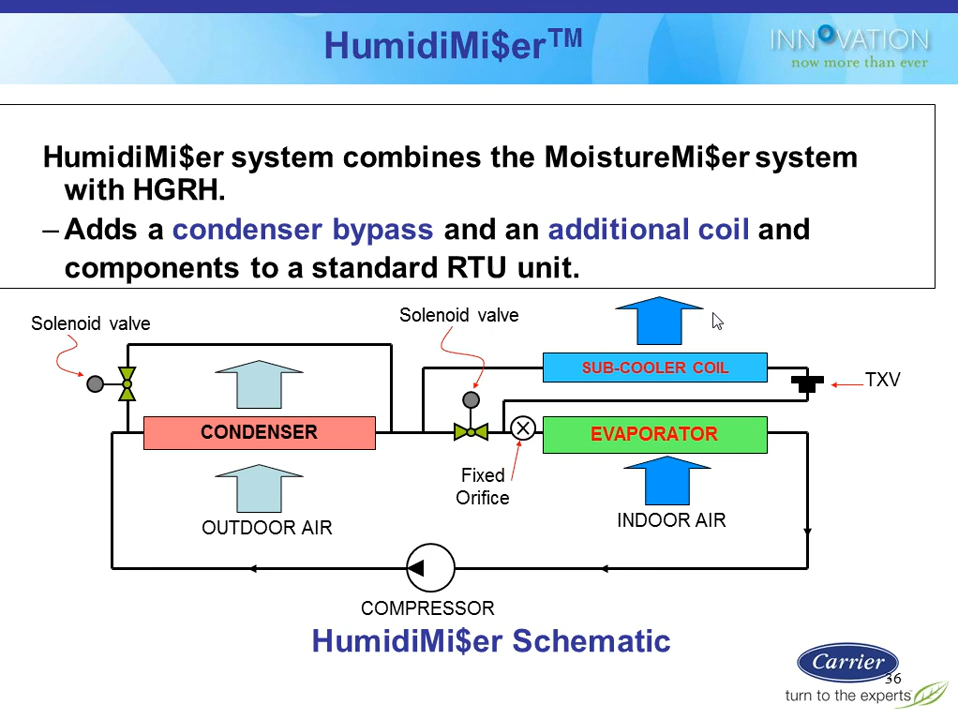 HumidiMi$er™
INNOVATION
now more than ever
HumidiMi$er system combines the MoistureMi$er system
with HGRH.
– Adds a condenser bypass and an additional coil and
components to a standard RTU unit.
Solenoid valve
Solenoid valve
SUB-COOLER COIL
TXV
CONDENSER
EVAPORATOR
Fixed
Orifice
OUTDOOR AIR
INDOOR AIR
COMPRESSOR
HumidiMi$er Schematic
Carrier
36
turn to the experts